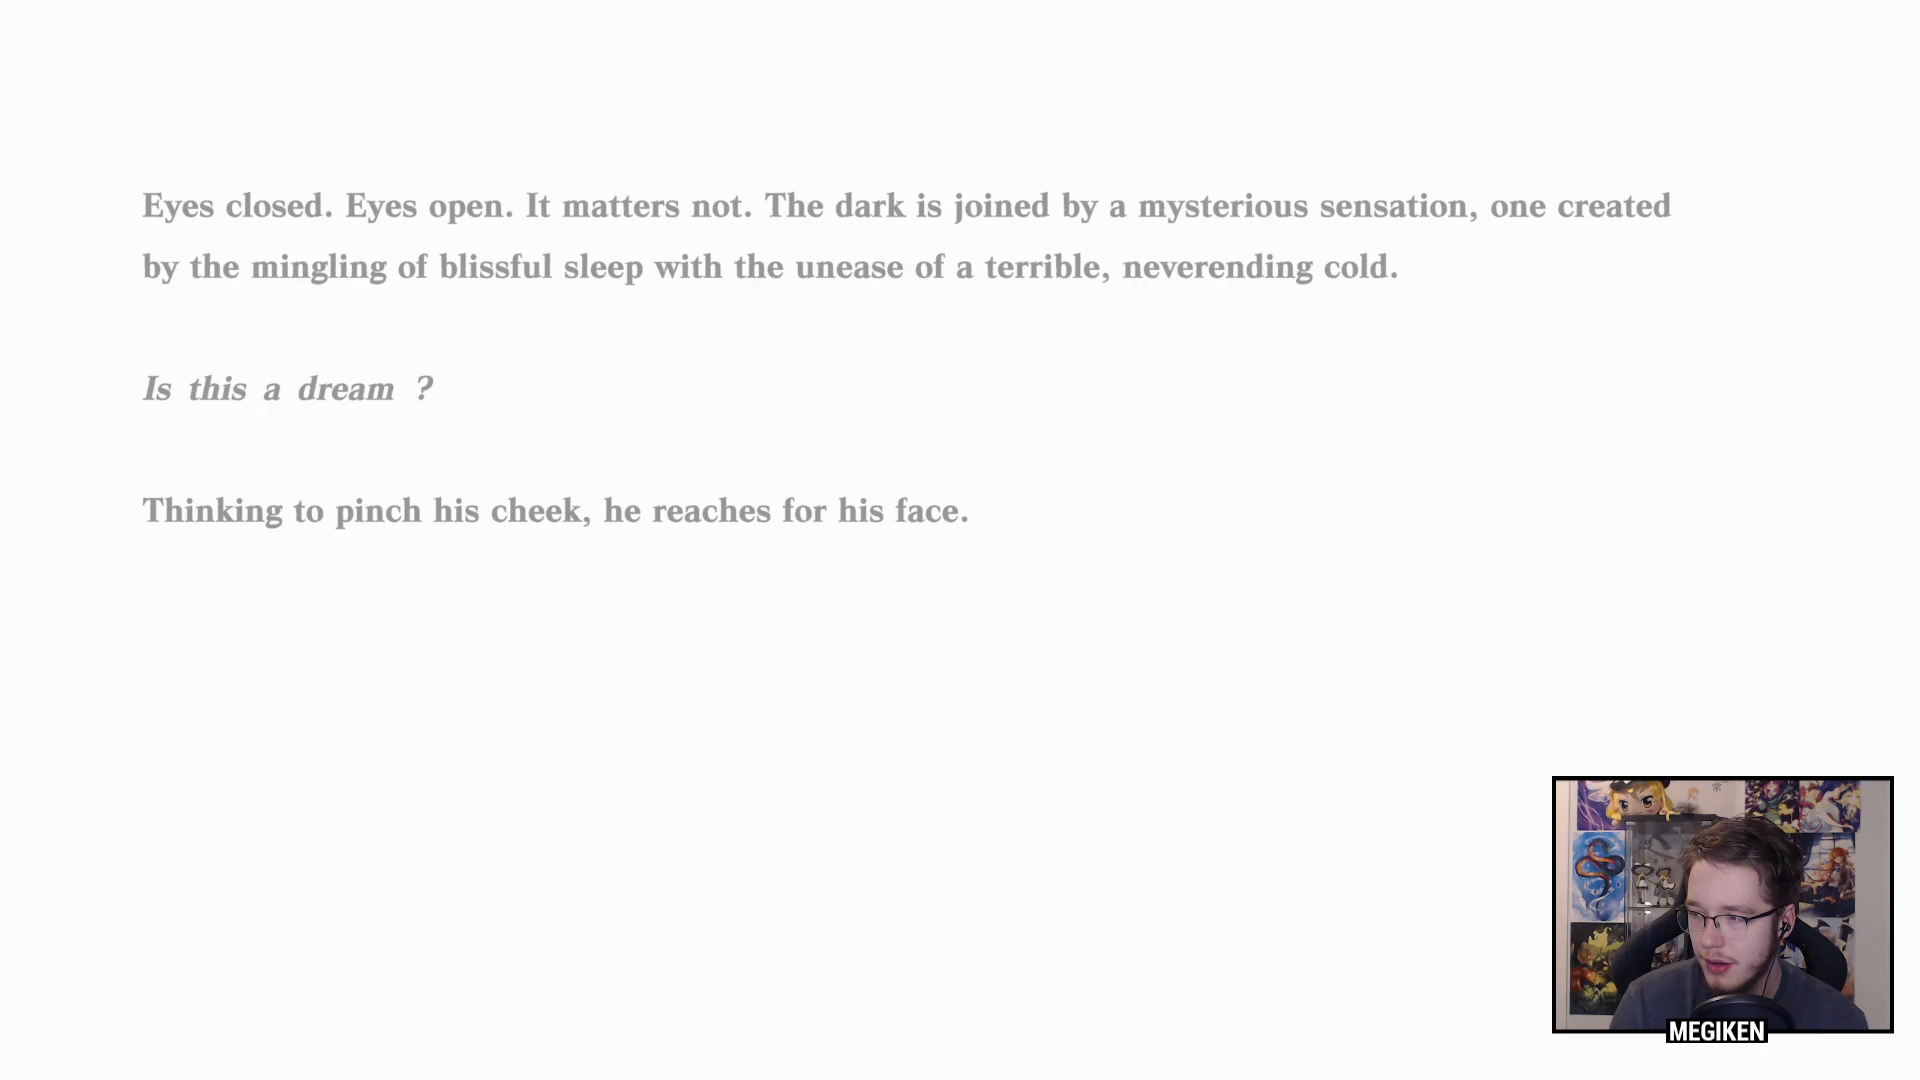 Eyes closed. Eyes open. It matters not. The dark is joined by a mysterious sensation, one created
by the mingling of blissful sleep with the unease of a terrible, neverending cold.
Is this a dream ?
Thinking to pinch his cheek, he reaches for his face.
MEGIKEN